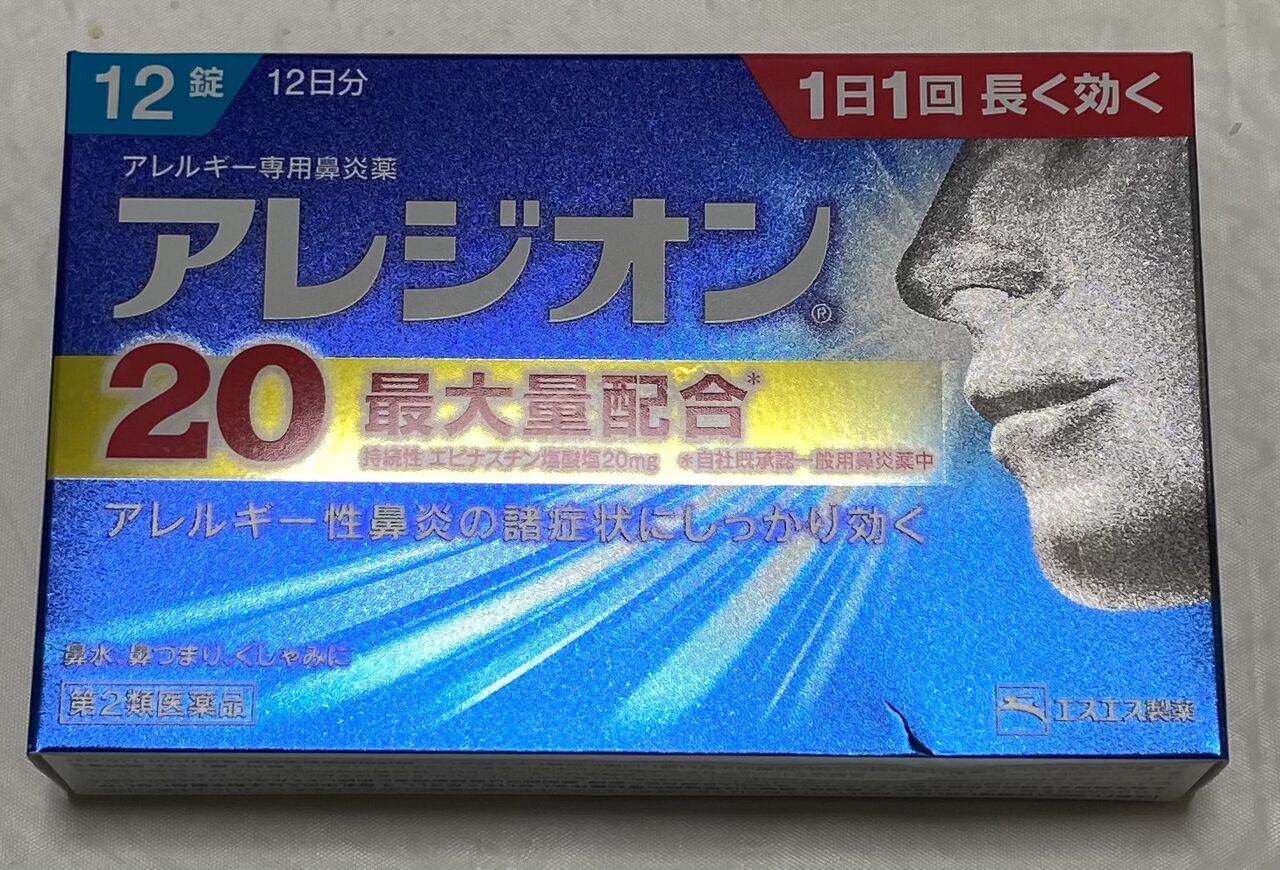 12錠 12日分
1日1回 長く効く
アレルギー専用鼻炎薬
アレジオン®
20 最大量配合*
持続性 エピナスチン塩酸塩20mg *自社既承認一般用鼻炎薬中
アレルギー性鼻炎の諸症状にしっかり効く
鼻水、鼻づまり、くしゃみに
第2類医薬品
エスエス製薬